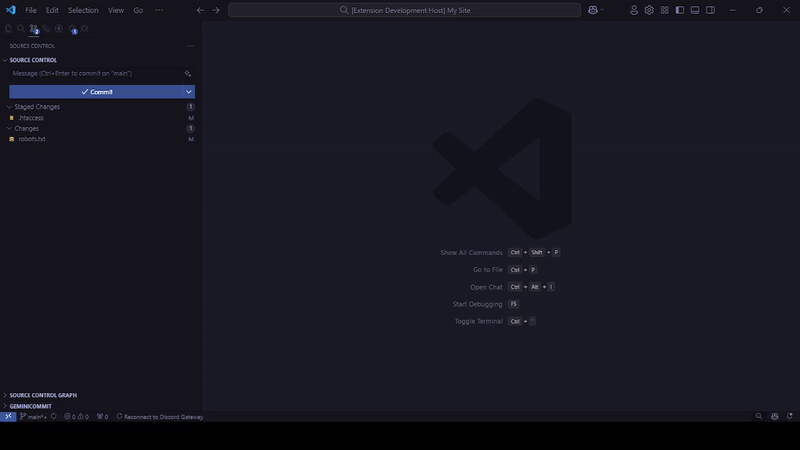 File Edit Selection View Go ··· [Extension Development Host] My Site
2 1
SOURCE CONTROL ···
SOURCE CONTROL
Message (Ctrl+Enter to commit on "main")
Commit
Staged Changes 1
.htaccess M
Changes 1
robots.txt M
Show All Commands Ctrl + Shift + P
Go to File Ctrl + P
Open Chat Ctrl + Alt + I
Start Debugging F5
Toggle Terminal Ctrl + `
SOURCE CONTROL GRAPH
GEMINICOMMIT
main*+ 0 0 0 Reconnect to Discord Gateway